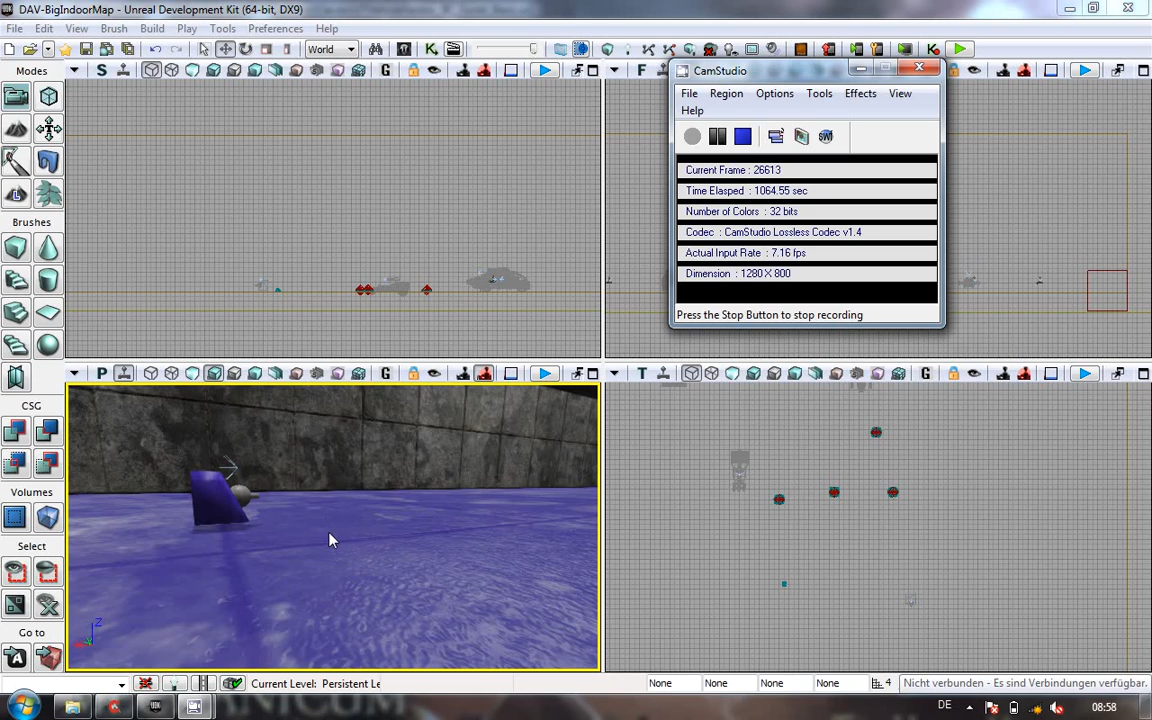 DAV-BigIndoorMap - Unreal Development Kit (64-bit, DX9)
File Edit View Brush Build Play Tools Preferences Help
World
Modes
S G
F
CamStudio
File Region Options Tools Effects View
Help
Current Frame : 26613
Time Elasped : 1064.55 sec
Number of Colors : 32 bits
Codec : CamStudio Lossless Codec v1.4
Actual Input Rate : 7.16 fps
Dimension : 1280 X 800
Press the Stop Button to stop recording
Brushes
P G
T G
CSG
Volumes
Select
Go to
Z
Current Level: Persistent Le
None None None None 4
Nicht verbunden - Es sind Verbindungen verfügbar.
ANICUM
DE 08:58